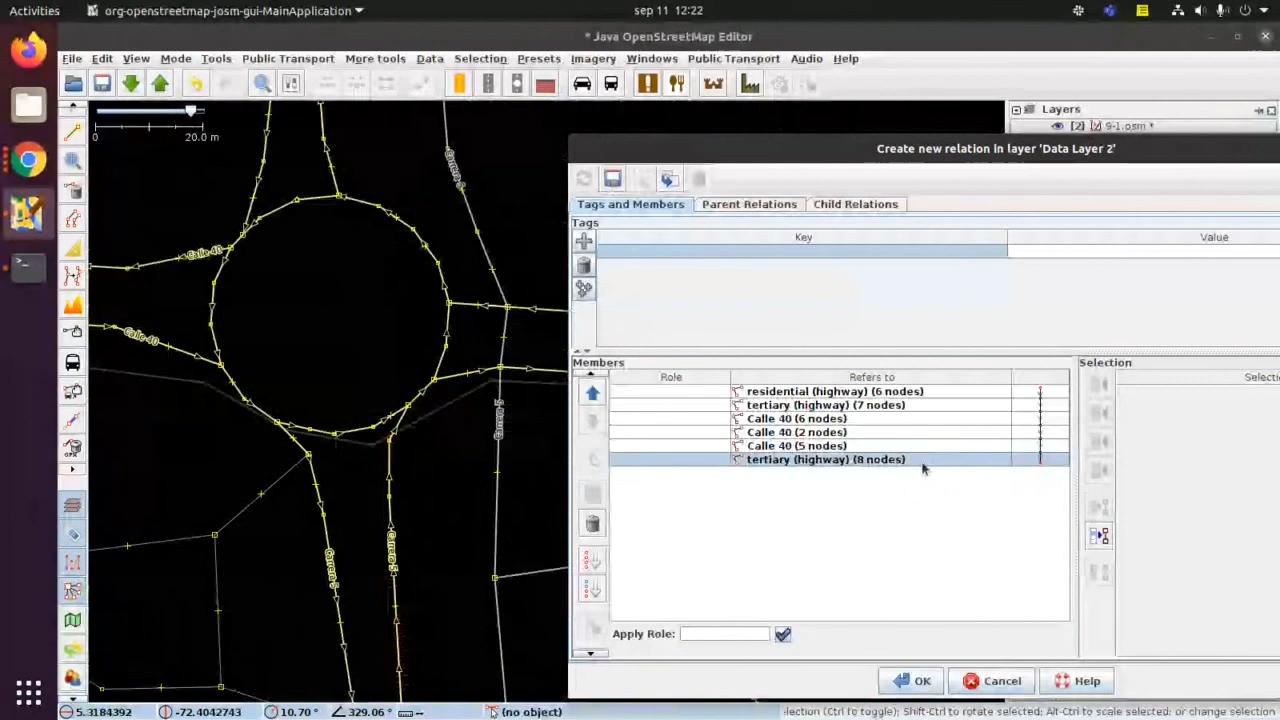 Activities
org-openstreetmap-josm-gui-MainApplication
sep 11 12:22
* Java OpenStreetMap Editor
File Edit View Mode Tools Public Transport More tools Data Selection Presets Imagery Windows Public Transport Audio Help
Layers
0 20.0 m
[2] 9-1.osm *
Create new relation in layer 'Data Layer 2'
Tags and Members Parent Relations Child Relations
Tags
Key Value
Calle 40
Calle 40
Members Selection
Role Refers to
residential (highway) (6 nodes)
tertiary (highway) (7 nodes)
Calle 40 (6 nodes)
Calle 40 (2 nodes)
Calle 40 (5 nodes)
tertiary (highway) (8 nodes)
GPX
Apply Role:
OK Cancel Help
5.3184392 -72.4042743 10.70 ° 329.06 ° -- (no object)
lection (Ctrl to toggle); Shift-Ctrl to rotate selected; Alt-Ctrl to scale selected; or change selection